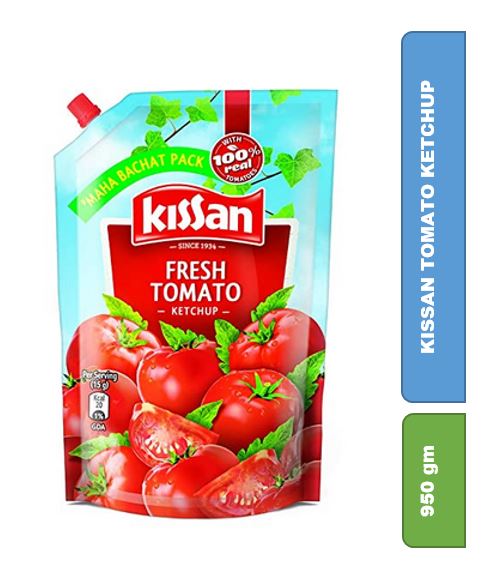 *MAHA BACHAT PACK
WITH
100%
real
TOMATOES
Kissan
SINCE 1934
FRESH
TOMATO
KETCHUP
Per Serving
(15 g)
Kcal
20
1%
GDA
KISSAN TOMATO KETCHUP
950 gm